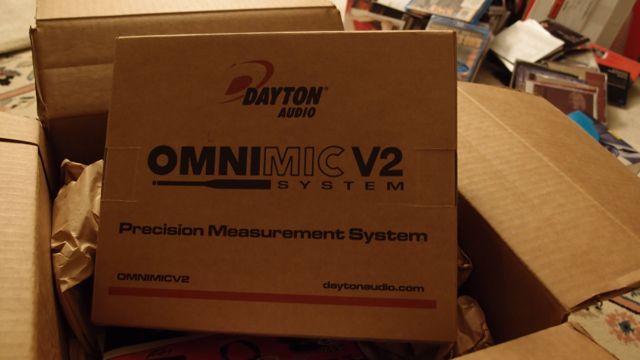 DAYTON
AUDIO
OMNIMIC V2
SYSTEM
Precision Measurement System
OMNIMICV2 daytonaudio.com